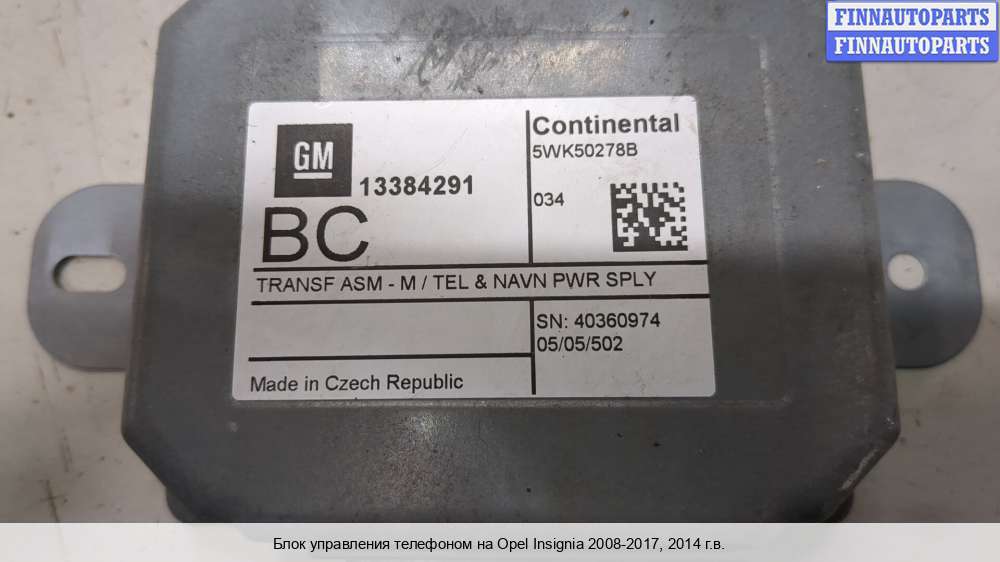 FINNAUTOPARTS
FINNAUTOPARTS
GM
13384291
BC
Continental
5WK50278B
034
TRANSF ASM - M / TEL & NAVN PWR SPLY
SN: 40360974
05/05/502
Made in Czech Republic
Блок управления телефоном на Opel Insignia 2008-2017, 2014 г.в.